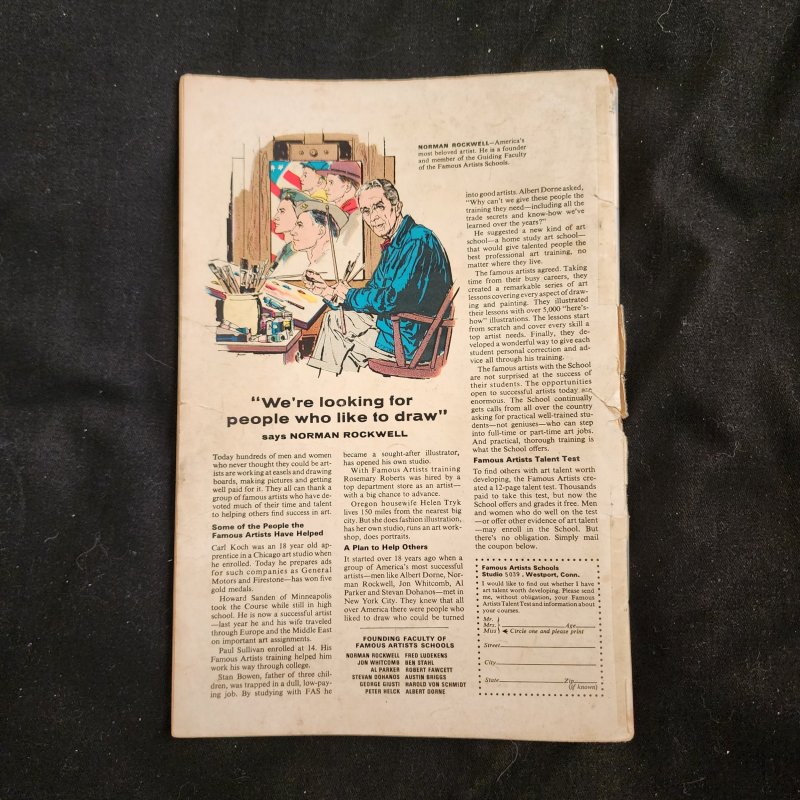 NORMAN ROCKWELL—America's
most beloved artist. He is a founder
and member of the Guiding Faculty
of the Famous Artists Schools.
"We're looking for
people who like to draw"
says NORMAN ROCKWELL
Today hundreds of men and women
who never thought they could be art-
ists are working at easels and drawing
boards, making pictures and getting
well paid for it. They all can thank a
group of famous artists who have de-
voted much of their time and talent
to helping others find success in art.
Some of the People the
Famous Artists Have Helped
Carl Koch was an 18 year old ap-
prentice in a Chicago art studio when
he enrolled. Today he prepares ads
for such companies as General
Motors and Firestone—has won five
gold medals.
Howard Sanden of Minneapolis
took the Course while still in high
school. He is now a successful artist
—last year he and his wife traveled
through Europe and the Middle East
on important art assignments.
Paul Sullivan enrolled at 14. His
Famous Artists training helped him
work his way through college.
Stan Bowen, father of three chil-
dren, was trapped in a dull, low-pay-
ing job. By studying with FAS he
became a sought-after illustrator,
has opened his own studio.
With Famous Artists training
Rosemary Roberts was hired by a
top department store as an artist—
with a big chance to advance.
Oregon housewife Helen Tryk
lives 150 miles from the nearest big
city. But she does fashion illustration,
has her own studio, runs an art work-
shop, does portraits.
A Plan to Help Others
It started over 18 years ago when a
group of America's most successful
artists—men like Albert Dorne, Nor-
man Rockwell, Jon Whitcomb, Al
Parker and Stevan Dohanos—met in
New York City. They knew that all
over America there were people who
liked to draw who could be turned
FOUNDING FACULTY OF
FAMOUS ARTISTS SCHOOLS
NORMAN ROCKWELL FRED LUDEKENS
JON WHITCOMB BEN STAHL
AL PARKER ROBERT FAWCETT
STEVAN DOHANOS AUSTIN BRIGGS
GEORGE GIUSTI HAROLD VON SCHMIDT
PETER HELCK ALBERT DORNE
into good artists. Albert Dorne asked,
"Why can't we give these people the
training they need—including all the
trade secrets and know-how we've
learned over the years?"
He suggested a new kind of art
school—a home study art school—
that would give talented people the
best professional art training, no
matter where they live.
The famous artists agreed. Taking
time from their busy careers, they
created a remarkable series of art
lessons covering every aspect of draw-
ing and painting. They illustrated
their lessons with over 5,000 "here's-
how" illustrations. The lessons start
from scratch and cover every skill a
top artist needs. Finally, they de-
veloped a wonderful way to give each
student personal correction and ad-
vice all through his training.
The famous artists with the School
are not surprised at the success of
their students. The opportunities
open to successful artists today are
enormous. The School continually
gets calls from all over the country
asking for practical well-trained stu-
dents—not geniuses—who can step
into full-time or part-time art jobs.
And practical, thorough training is
what the School offers.
Famous Artists Talent Test
To find others with art talent worth
developing, the Famous Artists cre-
ated a 12-page talent test. Thousands
paid to take this test, but now the
School offers and grades it free. Men
and women who do well on the test
—or offer other evidence of art talent
—may enroll in the School. But
there's no obligation. Simply mail
the coupon below.
Famous Artists Schools
Studio 5039, Westport, Conn.
I would like to find out whether I have
art talent worth developing. Please send
me, without obligation, your Famous
Artists Talent Test and information about
your courses.
Mr.
Mrs. Age
Miss Circle one and please print
Street
City
State Zip
(if known)